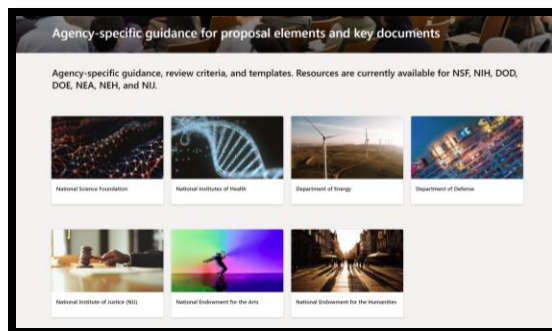 Agency-specific guidance for proposal elements and key documents
Agency-specific guidance, review criteria, and templates. Resources are currently available for NSF, NIH, DOD,
DOE, NEA, NEH, and NIJ.
National Science Foundation
National Institutes of Health
Department of Energy
Department of Defense
National Institute of Justice (NIJ)
National Endowment for the Arts
National Endowment for the Humanities